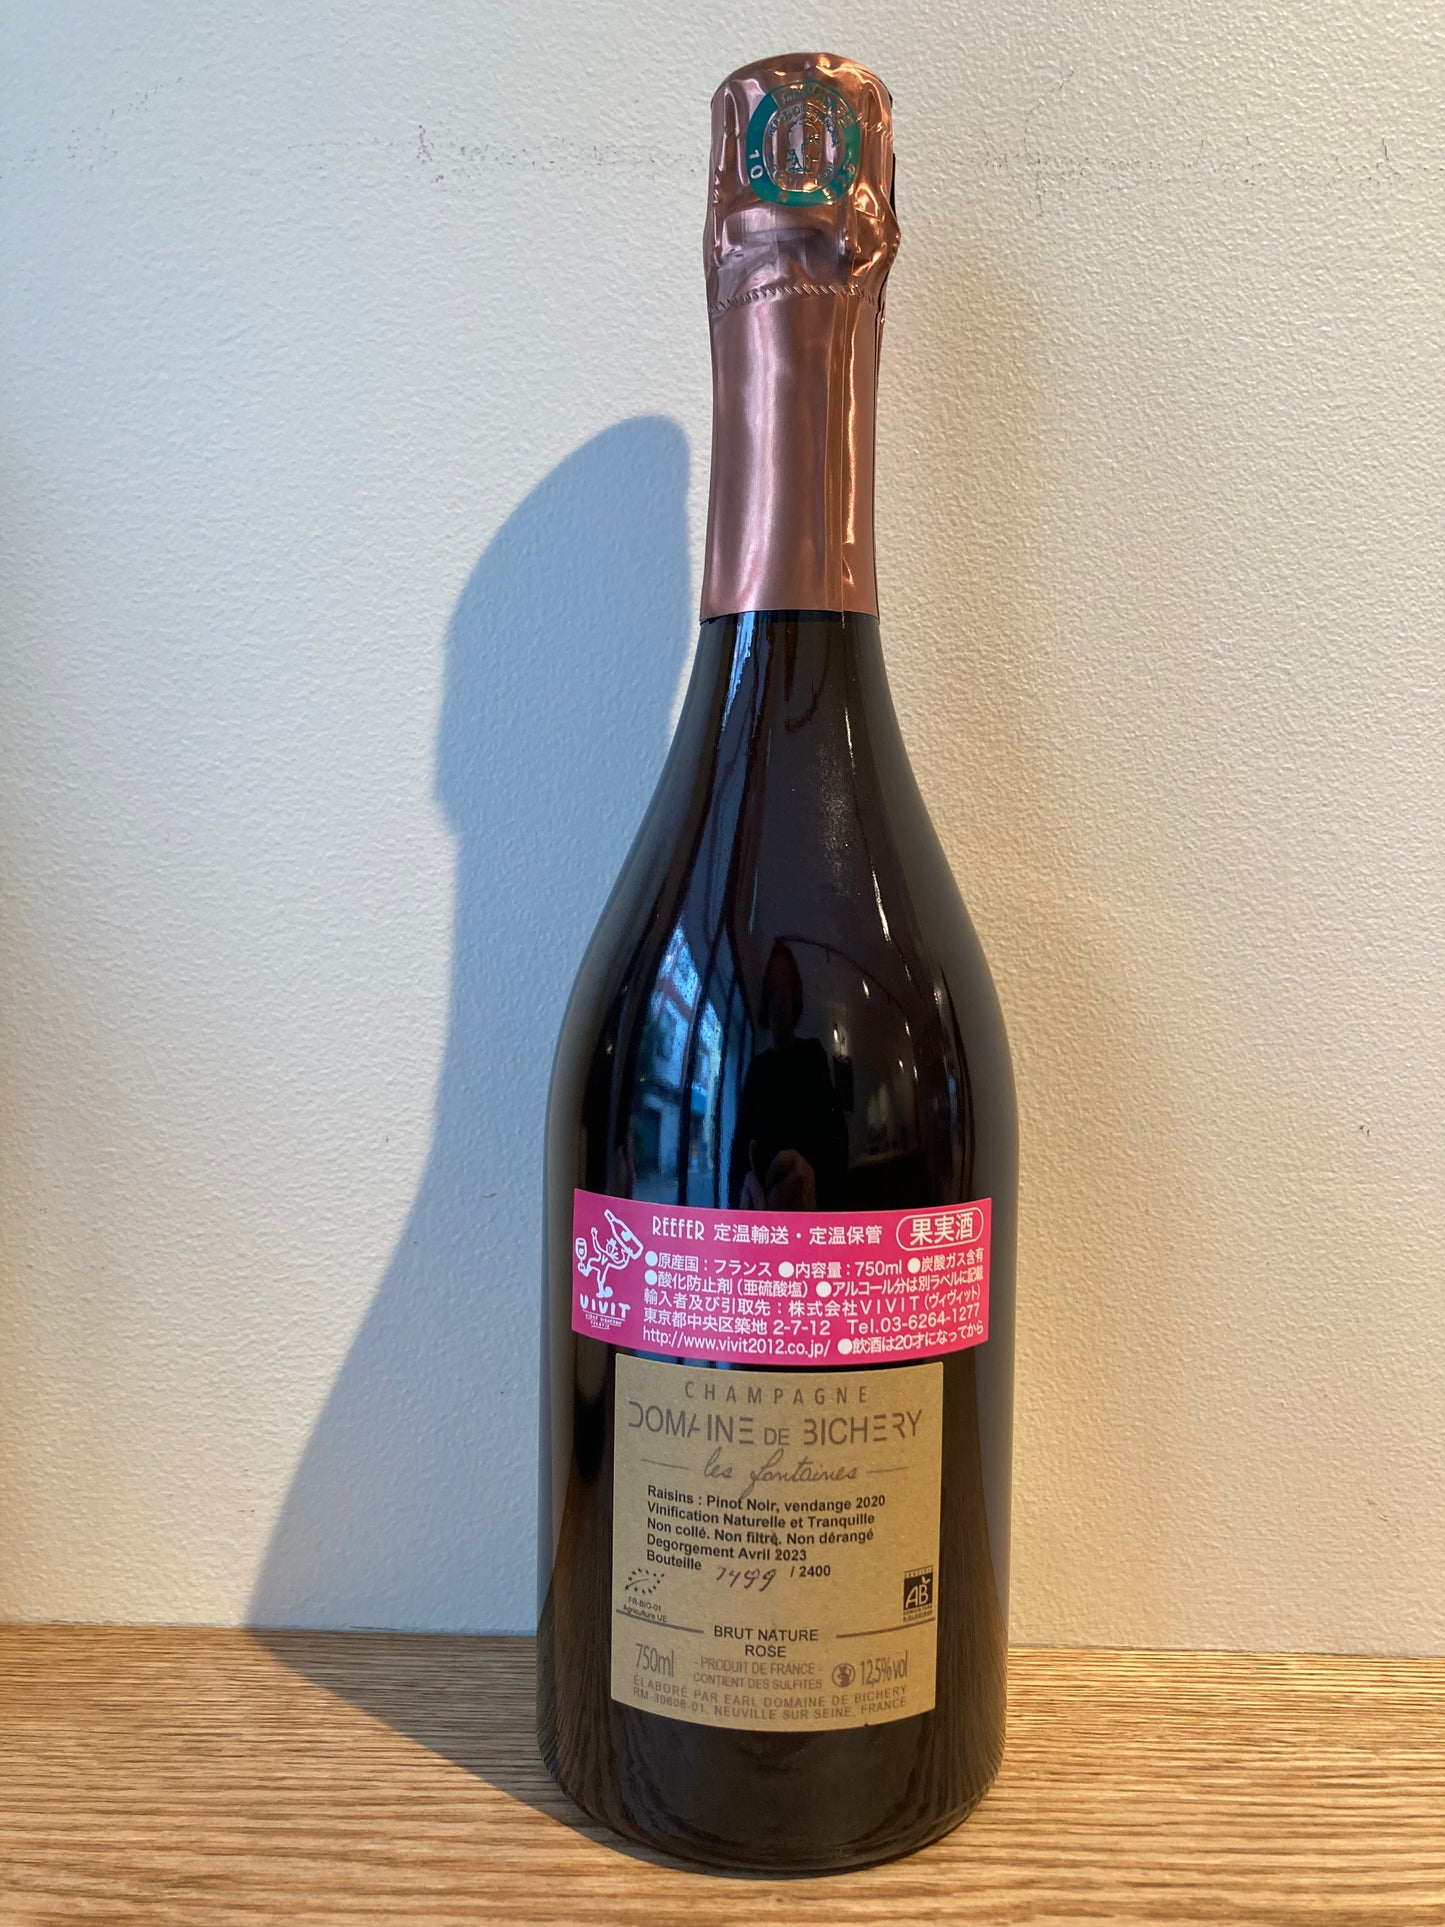 10
REEFER 定温輸送・定温保管 果実酒
●原産国：フランス ●内容量：750ml ●炭酸ガス含有
●酸化防止剤（亜硫酸塩） ●アルコール分は別ラベルに記載
輸入者及び引取先：株式会社VIVIT（ヴィヴィット）
東京都中央区築地 2-7-12 Tel.03-6264-1277
http://www.vivit2012.co.jp/ ●飲酒は20才になってから
VIVIT
CHAMPAGNE
DOMAINE DE BICHERY
les fontaines
Raisins : Pinot Noir, vendange 2020
Vinification Naturelle et Tranquille
Non collé. Non filtré. Non dérangé
Degorgement Avril 2023
Bouteille 1499 / 2400
FR-BIO-01
Agriculture UE
AB
BRUT NATURE
ROSE
750ml
- PRODUIT DE FRANCE -
CONTIENT DES SULFITES
12,5% vol
ÉLABORÉ PAR EARL DOMAINE DE BICHERY
RM-30606-01, NEUVILLE SUR SEINE, FRANCE